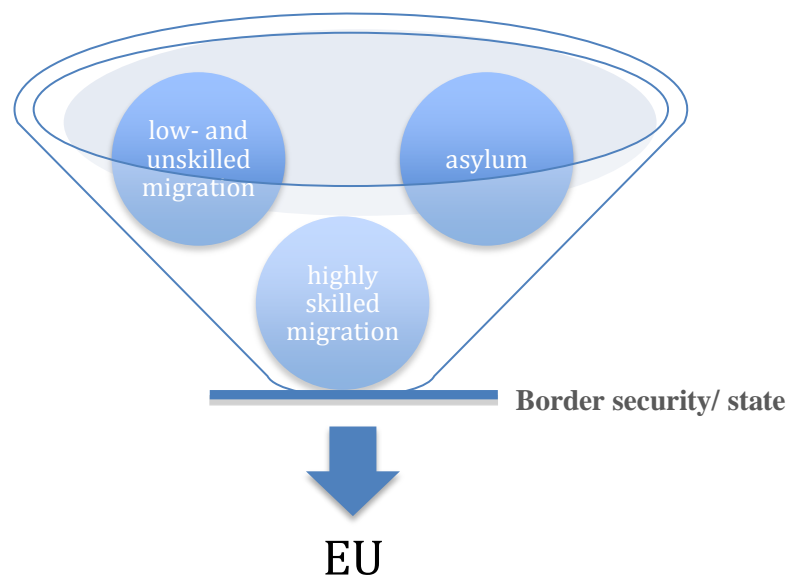 low- and
unskilled
migration
asylum
highly
skilled
migration
Border security/ state
EU